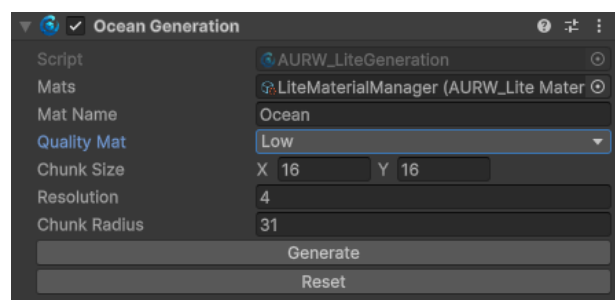 Ocean Generation
Script AURW_LiteGeneration
Mats LiteMaterialManager (AURW_Lite Mater
Mat Name Ocean
Quality Mat Low
Chunk Size X 16 Y 16
Resolution 4
Chunk Radius 31
Generate
Reset